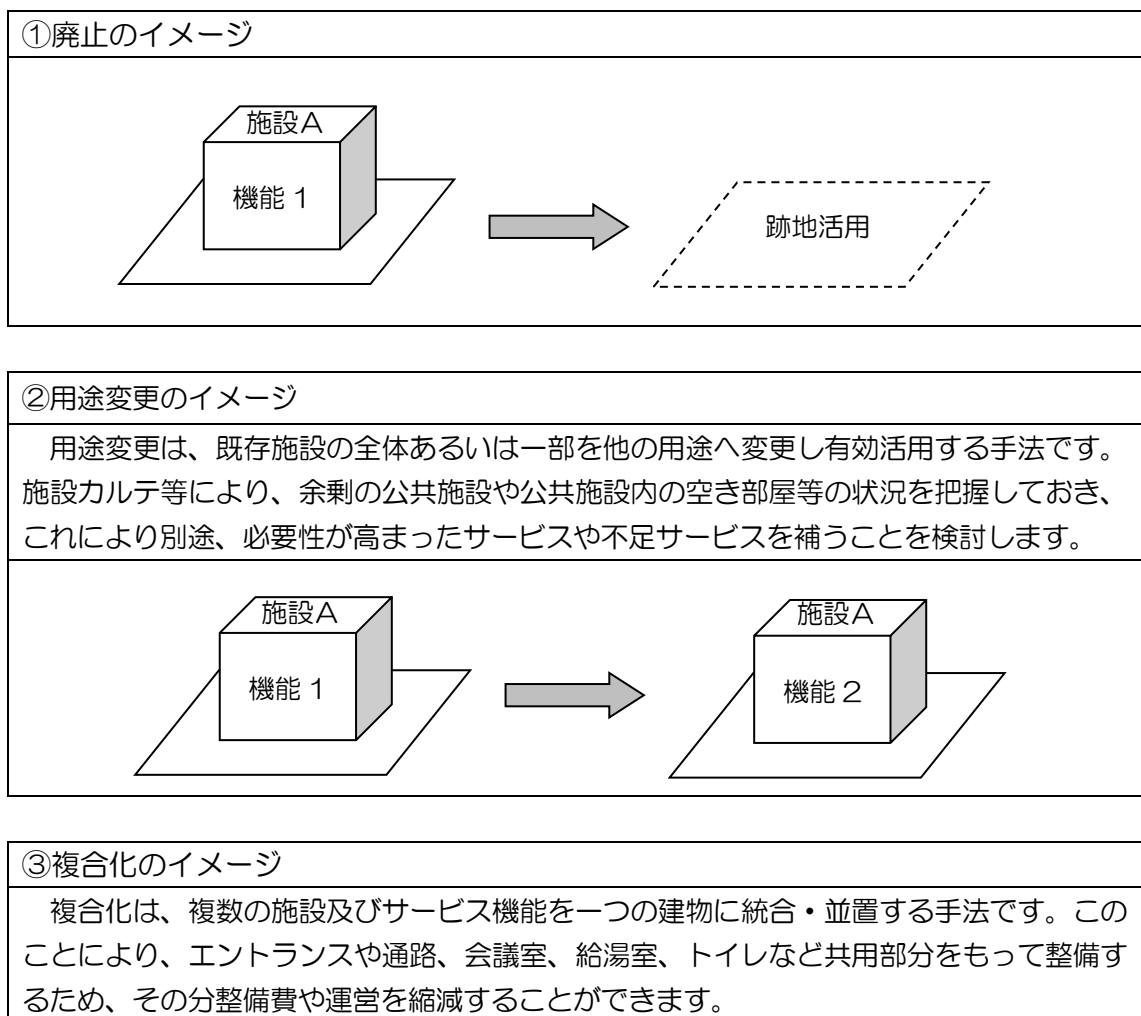 ①廃止のイメージ
施設A
機能 1
跡地活用
②用途変更のイメージ
用途変更は、既存施設の全体あるいは一部を他の用途へ変更し有効活用する手法です。
施設カルテ等により、余剰の公共施設や公共施設内の空き部屋等の状況を把握しておき、
これにより別途、必要性が高まったサービスや不足サービスを補うことを検討します。
施設A
機能 1
施設A
機能 2
③複合化のイメージ
複合化は、複数の施設及びサービス機能を一つの建物に統合・並置する手法です。この
ことにより、エントランスや通路、会議室、給湯室、トイレなど共用部分をもって整備す
るため、その分整備費や運営を縮減することができます。